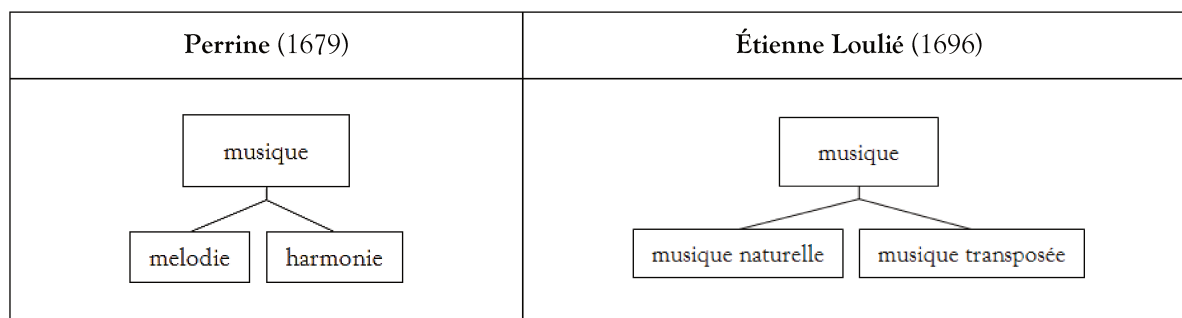 Perrine (1679)
Étienne Loulié (1696)
musique
melodie
harmonie
musique
musique naturelle
musique transposée